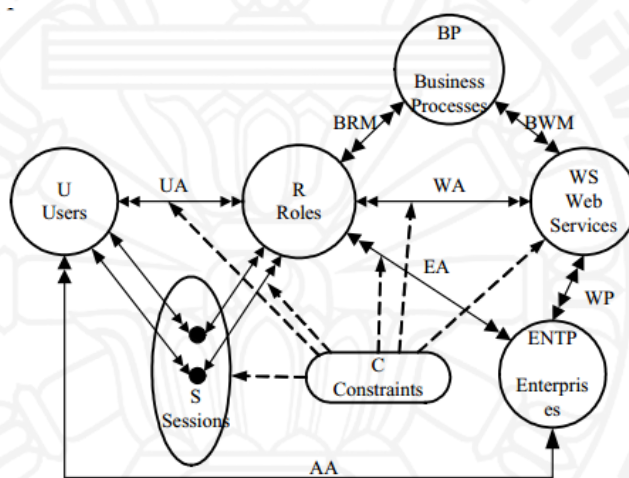 BP
Business
Processes
BRM
BWM
U
Users
UA
R
Roles
WA
WS
Web
Services
EA
WP
ENTP
Enterpris
es
C
Constraints
S
Sessions
AA